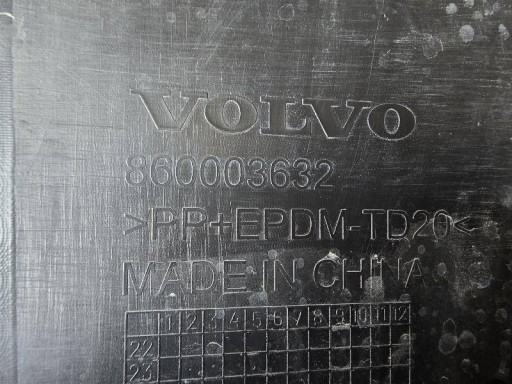 VOLVO
860003632
>PP+EPDM-TD20<
MADE IN CHINA
1 2 3 4 5 6 7 8 9 10 11 12
22
23